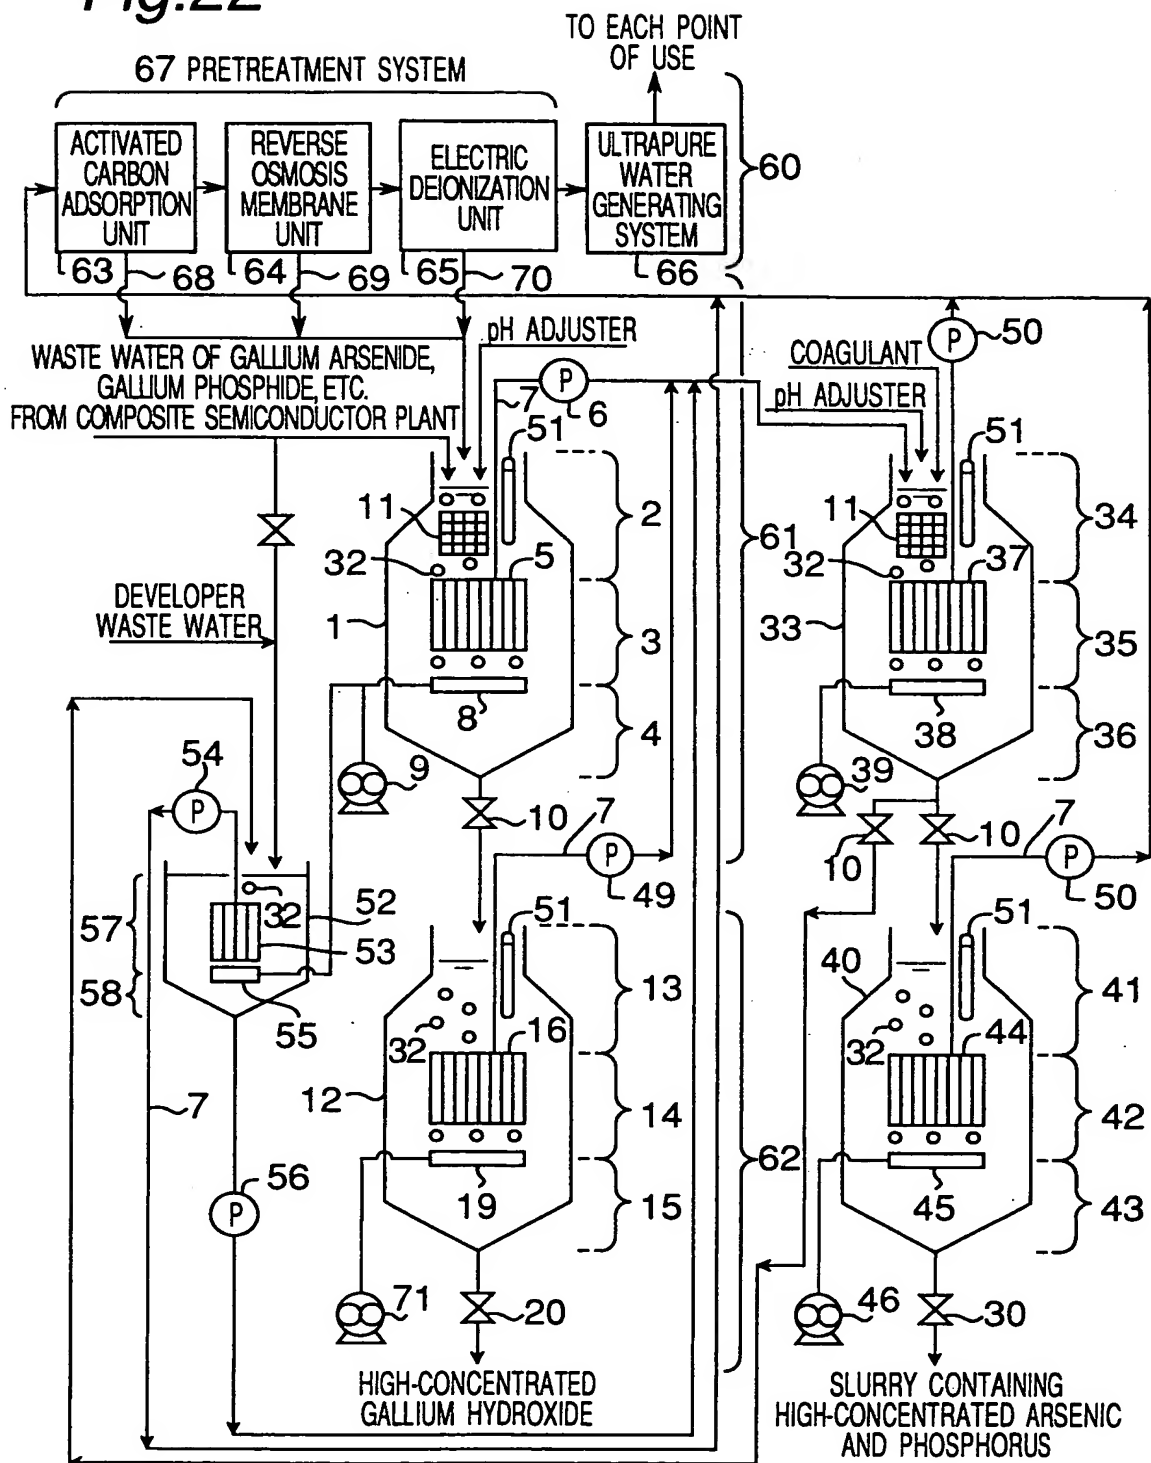 Fig.22
TO EACH POINT
OF USE
67 PRETREATMENT SYSTEM
ACTIVATED
CARBON
ADSORPTION
UNIT
REVERSE
OSMOSIS
MEMBRANE
UNIT
ELECTRIC
DEIONIZATION
UNIT
ULTRAPURE
WATER
GENERATING
SYSTEM
60
63
68
64
69
65
70
66
pH ADJUSTER
WASTE WATER OF GALLIUM ARSENIDE,
GALLIUM PHOSPHIDE, ETC.
FROM COMPOSITE SEMICONDUCTOR PLANT
7
P
6
51
COAGULANT
pH ADJUSTER
P
50
51
11
2
61
11
34
32
5
32
37
DEVELOPER
WASTE WATER
1
3
33
35
8
4
38
36
54
P
9
10
39
10
10
7
P
49
7
P
50
57
32
52
53
58
55
51
13
40
51
41
32
16
32
44
12
14
62
42
7
56
P
19
15
45
43
71
20
46
30
HIGH-CONCENTRATED
GALLIUM HYDROXIDE
SLURRY CONTAINING
HIGH-CONCENTRATED ARSENIC
AND PHOSPHORUS